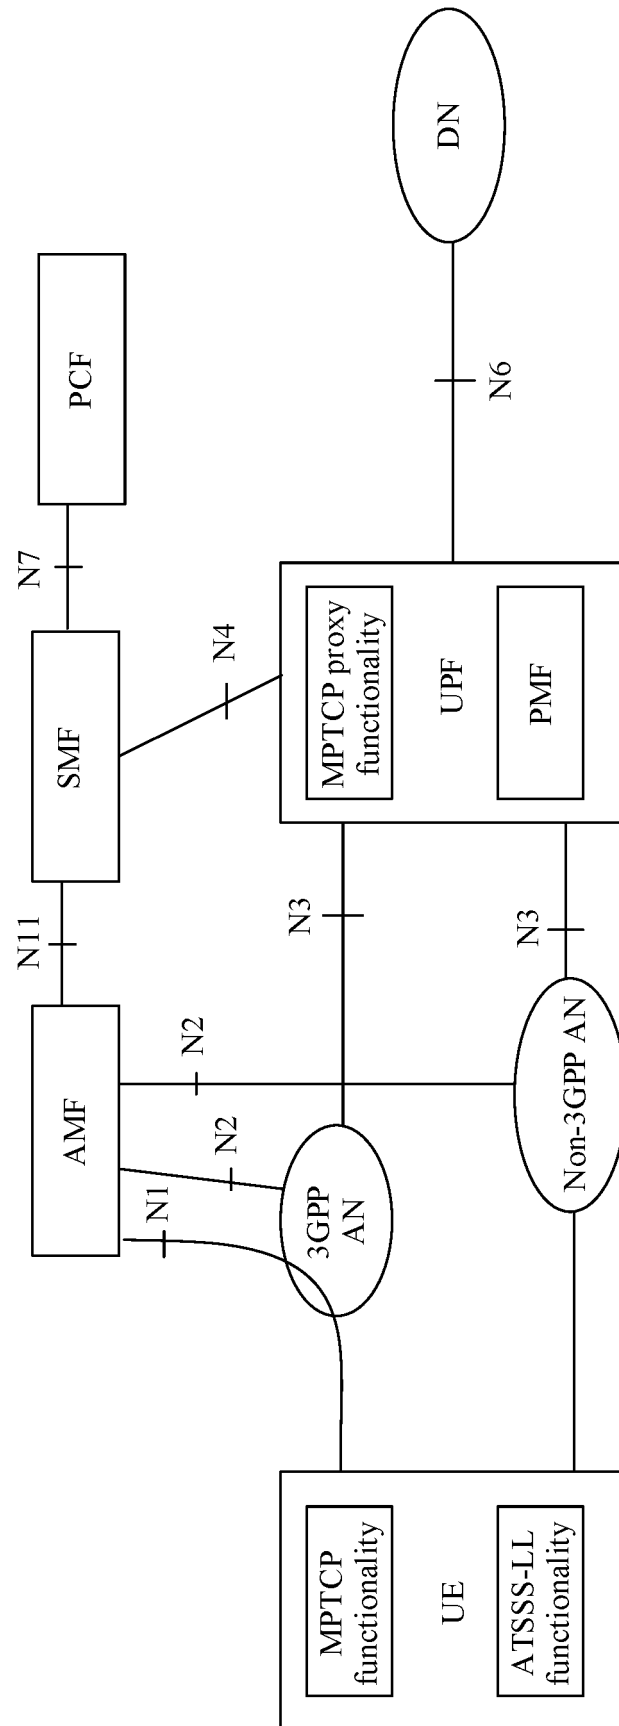 AMF
N11
SMF
N7
PCF
N1
N2
N2
N4
MPTCP
functionality
UE
ATSSS-LL
functionality
3GPP
AN
Non-3GPP AN
N3
N3
MPTCP proxy
functionality
UPF
PMF
N6
DN